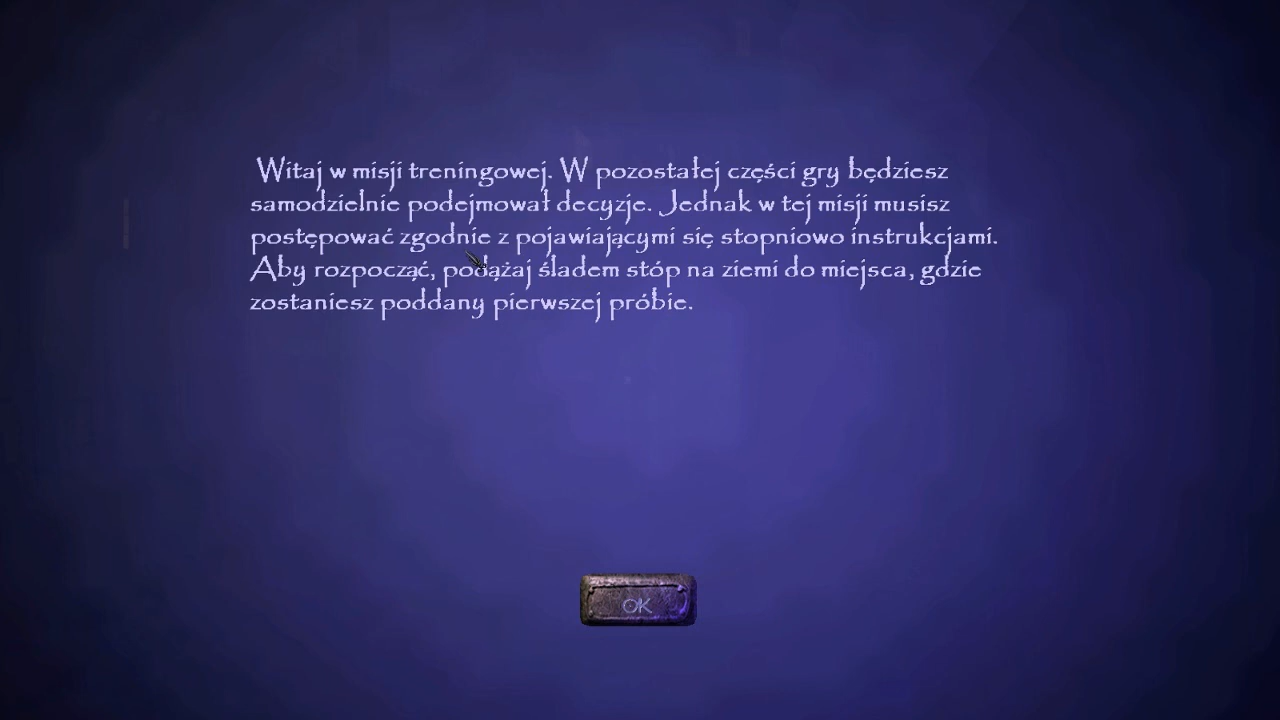 Witaj w misji treningowej. W pozostałej części gry będziesz
samodzielnie podejmował decyzje. Jednak w tej misji musisz
postępować zgodnie z pojawiającymi się stopniowo instrukcjami.
Aby rozpocząć, podążaj śladem stóp na ziemi do miejsca, gdzie
zostaniesz poddany pierwszej próbie.
OK